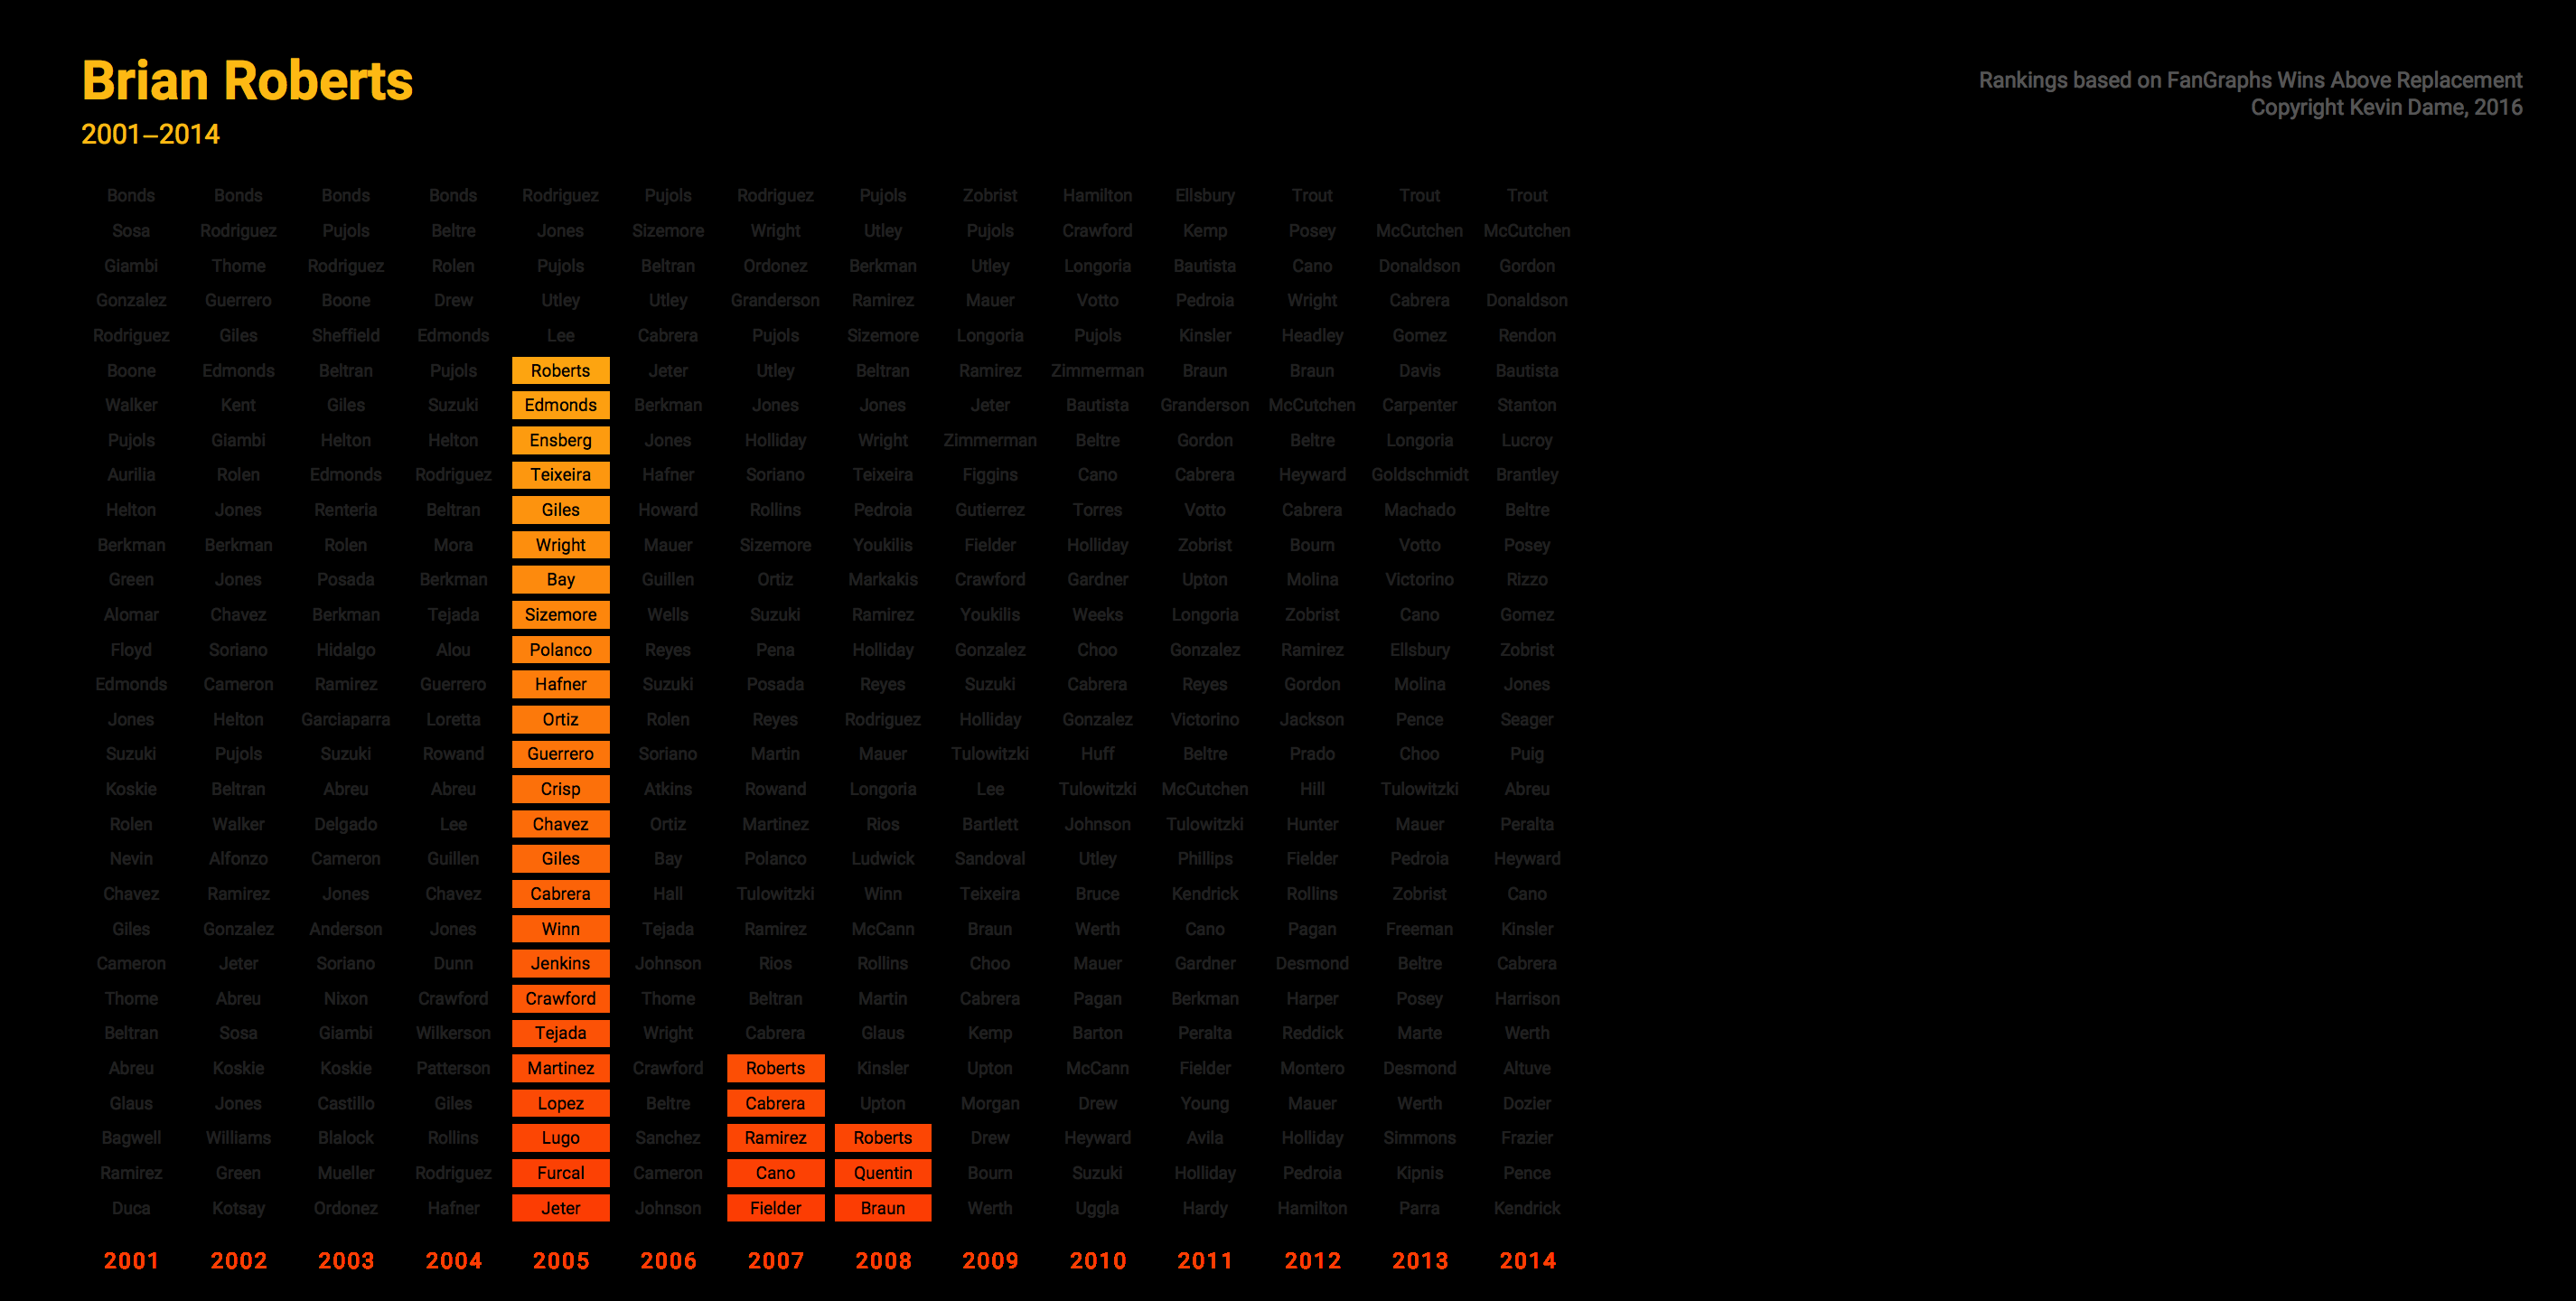 Brian Roberts
2001–2014
Rankings based on FanGraphs Wins Above Replacement
Copyright Kevin Dame, 2016
Bonds Bonds Bonds Bonds Rodriguez Pujols Rodriguez Pujols Zobrist Hamilton Ellsbury Trout Trout Trout
Sosa Rodriguez Pujols Beltre Jones Sizemore Wright Utley Pujols Crawford Kemp Posey McCutchen McCutchen
Giambi Thome Rodriguez Rolen Pujols Beltran Ordonez Berkman Utley Longoria Bautista Cano Donaldson Gordon
Gonzalez Guerrero Boone Drew Utley Utley Granderson Ramirez Mauer Votto Pedroia Wright Cabrera Donaldson
Rodriguez Giles Sheffield Edmonds Lee Cabrera Pujols Sizemore Longoria Pujols Kinsler Headley Gomez Rendon
Boone Edmonds Beltran Pujols Roberts Jeter Utley Beltran Ramirez Zimmerman Braun Braun Davis Bautista
Walker Kent Giles Suzuki Edmonds Berkman Jones Jones Jeter Bautista Granderson McCutchen Carpenter Stanton
Pujols Giambi Helton Helton Ensberg Jones Holliday Wright Zimmerman Beltre Gordon Beltre Longoria Lucroy
Aurilia Rolen Edmonds Rodriguez Teixeira Hafner Soriano Teixeira Figgins Cano Cabrera Heyward Goldschmidt Brantley
Helton Jones Renteria Beltran Giles Howard Rollins Pedroia Gutierrez Torres Votto Cabrera Machado Beltre
Berkman Berkman Rolen Mora Wright Mauer Sizemore Youkilis Fielder Holliday Zobrist Bourn Votto Posey
Green Jones Posada Berkman Bay Guillen Ortiz Markakis Crawford Gardner Upton Molina Victorino Rizzo
Alomar Chavez Berkman Tejada Sizemore Wells Suzuki Ramirez Youkilis Weeks Longoria Zobrist Cano Gomez
Floyd Soriano Hidalgo Alou Polanco Reyes Pena Holliday Gonzalez Choo Gonzalez Ramirez Ellsbury Zobrist
Edmonds Cameron Ramirez Guerrero Hafner Suzuki Posada Reyes Suzuki Cabrera Reyes Gordon Molina Jones
Jones Helton Garciaparra Loretta Ortiz Rolen Reyes Rodriguez Holliday Gonzalez Victorino Jackson Pence Seager
Suzuki Pujols Suzuki Rowand Guerrero Soriano Martin Mauer Tulowitzki Huff Beltre Prado Choo Puig
Koskie Beltran Abreu Abreu Crisp Atkins Rowand Longoria Lee Tulowitzki McCutchen Hill Tulowitzki Abreu
Rolen Walker Delgado Lee Chavez Ortiz Martinez Rios Bartlett Johnson Tulowitzki Hunter Mauer Peralta
Nevin Alfonzo Cameron Guillen Giles Bay Polanco Ludwick Sandoval Utley Phillips Fielder Pedroia Heyward
Chavez Ramirez Jones Chavez Cabrera Hall Tulowitzki Winn Teixeira Bruce Kendrick Rollins Zobrist Cano
Giles Gonzalez Anderson Jones Winn Tejada Ramirez McCann Braun Werth Cano Pagan Freeman Kinsler
Cameron Jeter Soriano Dunn Jenkins Johnson Rios Rollins Choo Mauer Gardner Desmond Beltre Cabrera
Thome Abreu Nixon Crawford Crawford Thome Beltran Martin Cabrera Pagan Berkman Harper Posey Harrison
Beltran Sosa Giambi Wilkerson Tejada Wright Cabrera Glaus Kemp Barton Peralta Reddick Marte Werth
Abreu Koskie Koskie Patterson Martinez Crawford Roberts Kinsler Upton McCann Fielder Montero Desmond Altuve
Glaus Jones Castillo Giles Lopez Beltre Cabrera Upton Morgan Drew Young Mauer Werth Dozier
Bagwell Williams Blalock Rollins Lugo Sanchez Ramirez Roberts Drew Heyward Avila Holliday Simmons Frazier
Ramirez Green Mueller Rodriguez Furcal Cameron Cano Quentin Bourn Suzuki Holliday Pedroia Kipnis Pence
Duca Kotsay Ordonez Hafner Jeter Johnson Fielder Braun Werth Uggla Hardy Hamilton Parra Kendrick
2001 2002 2003 2004 2005 2006 2007 2008 2009 2010 2011 2012 2013 2014